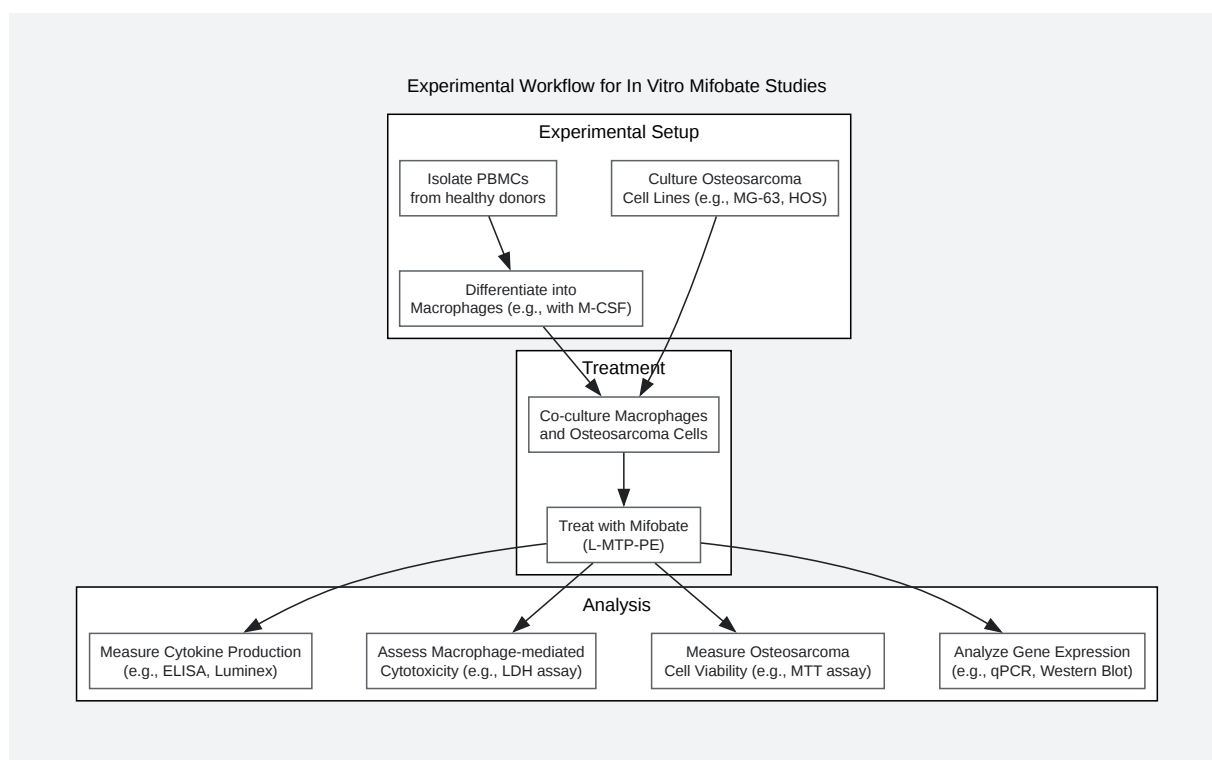 Experimental Workflow for In Vitro Mifobate Studies
Experimental Setup
Isolate PBMCs
from healthy donors
Culture Osteosarcoma
Cell Lines (e.g., MG-63, HOS)
Differentiate into
Macrophages (e.g., with M-CSF)
Treatment
Co-culture Macrophages
and Osteosarcoma Cells
Treat with Mifobate
(L-MTP-PE)
Analysis
Measure Cytokine Production
(e.g., ELISA, Luminex)
Assess Macrophage-mediated
Cytotoxicity (e.g., LDH assay)
Measure Osteosarcoma
Cell Viability (e.g., MTT assay)
Analyze Gene Expression
(e.g., qPCR, Western Blot)